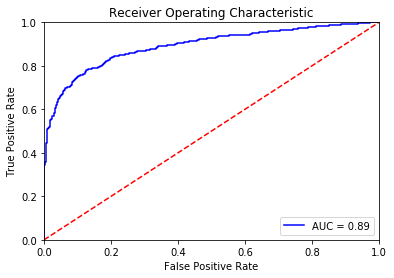 Receiver Operating Characteristic
1.0
0.8
0.6
0.4
0.2
0.0
True Positive Rate
AUC = 0.89
0.0 0.2 0.4 0.6 0.8 1.0
False Positive Rate